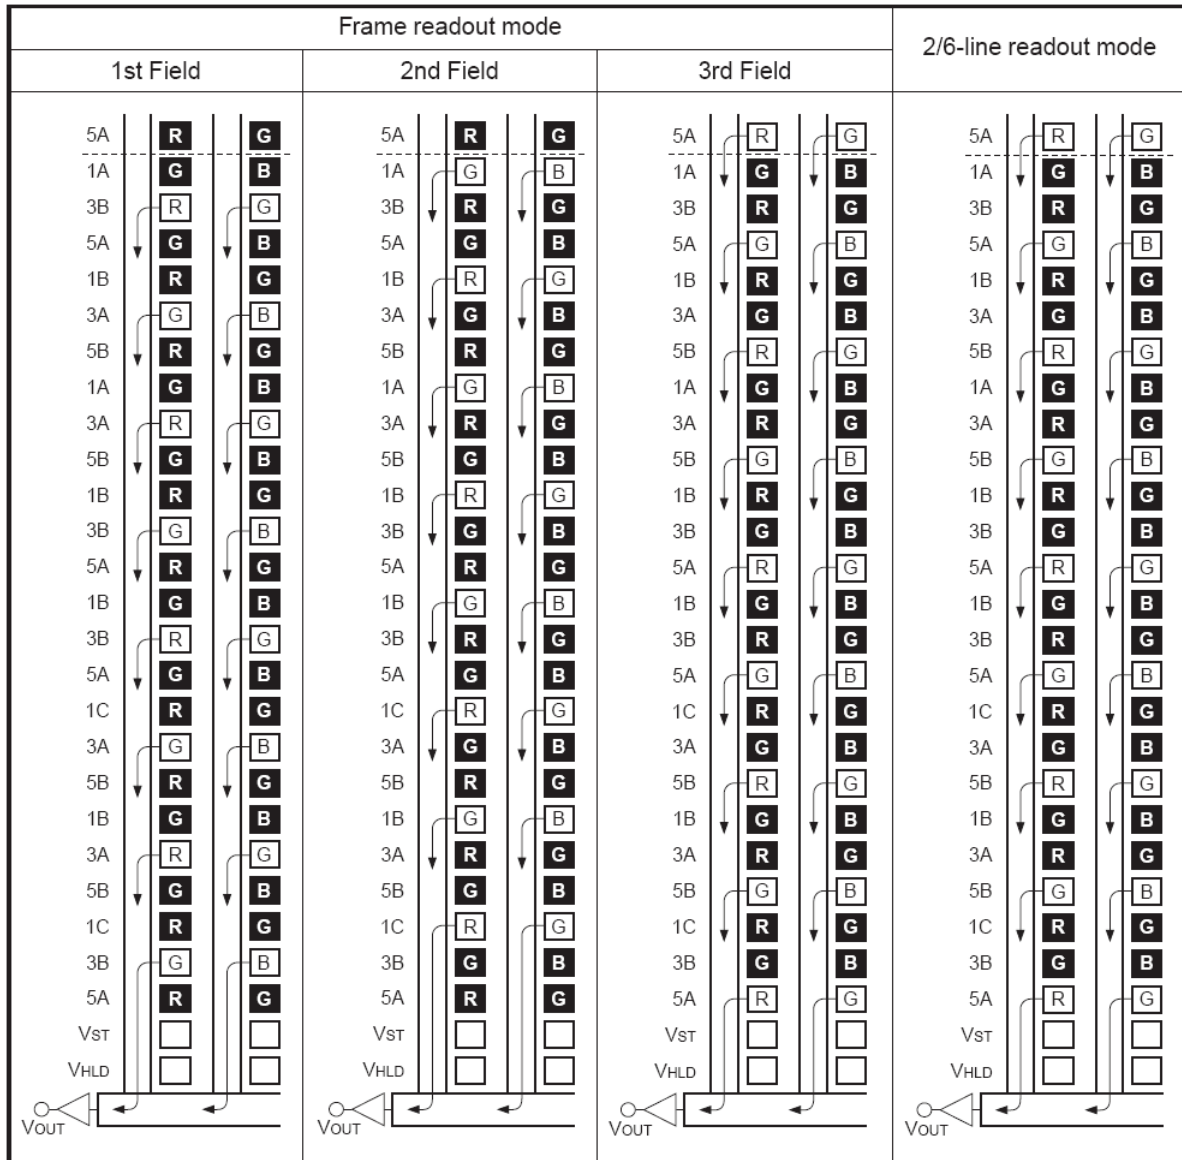 Frame readout mode
2/6-line readout mode
1st Field 2nd Field 3rd Field
5A R G 5A R G 5A R G 5A R G
1A G B 1A G B 1A G B 1A G B
3B R G 3B R G 3B R G 3B R G
5A G B 5A G B 5A G B 5A G B
1B R G 1B R G 1B R G 1B R G
3A G B 3A G B 3A G B 3A G B
5B R G 5B R G 5B R G 5B R G
1A G B 1A G B 1A G B 1A G B
3A R G 3A R G 3A R G 3A R G
5B G B 5B G B 5B G B 5B G B
1B R G 1B R G 1B R G 1B R G
3B G B 3B G B 3B G B 3B G B
5A R G 5A R G 5A R G 5A R G
1B G B 1B G B 1B G B 1B G B
3B R G 3B R G 3B R G 3B R G
5A G B 5A G B 5A G B 5A G B
1C R G 1C R G 1C R G 1C R G
3A G B 3A G B 3A G B 3A G B
5B R G 5B R G 5B R G 5B R G
1B G B 1B G B 1B G B 1B G B
3A R G 3A R G 3A R G 3A R G
5B G B 5B G B 5B G B 5B G B
1C R G 1C R G 1C R G 1C R G
3B G B 3B G B 3B G B 3B G B
5A R G 5A R G 5A R G 5A R G
VST VST VST VST
VHLD VHLD VHLD VHLD
VOUT VOUT VOUT VOUT